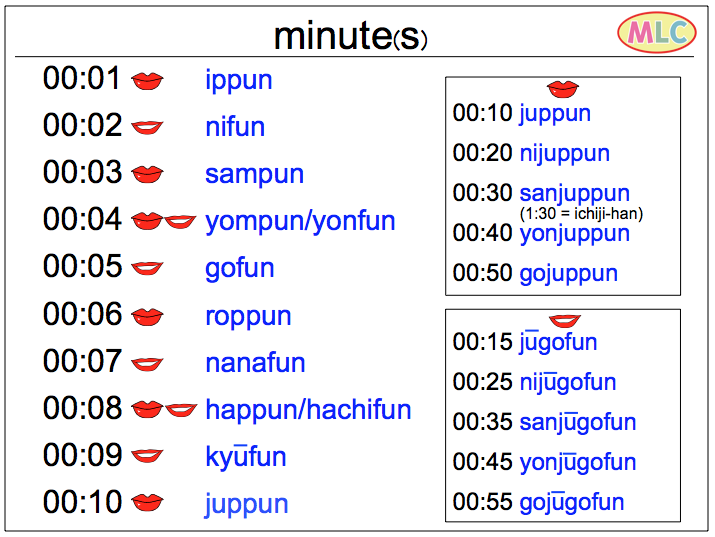 minute(s)
MLC
00:01 ippun
00:02 nifun
00:03 sampun
00:04 yompun/yonfun
00:05 gofun
00:06 roppun
00:07 nanafun
00:08 happun/hachifun
00:09 kyūfun
00:10 juppun
00:10 juppun
00:20 nijuppun
00:30 sanjuppun
(1:30 = ichiji-han)
00:40 yonjuppun
00:50 gojuppun
00:15 jūgofun
00:25 nijūgofun
00:35 sanjūgofun
00:45 yonjūgofun
00:55 gojūgofun